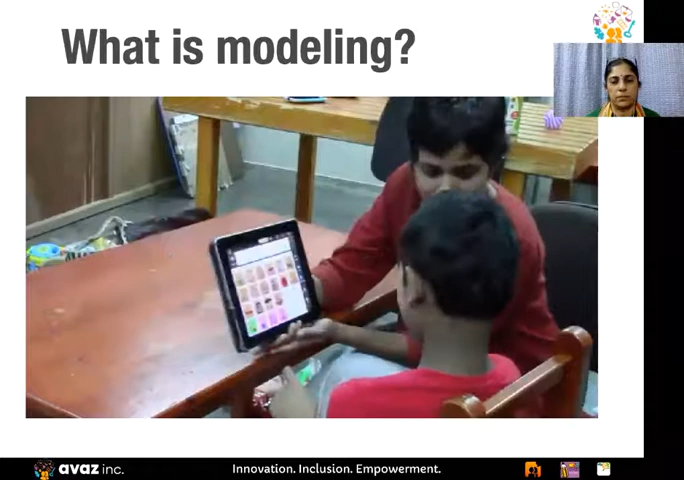 What is modeling?
avaz inc.
Innovation. Inclusion. Empowerment.